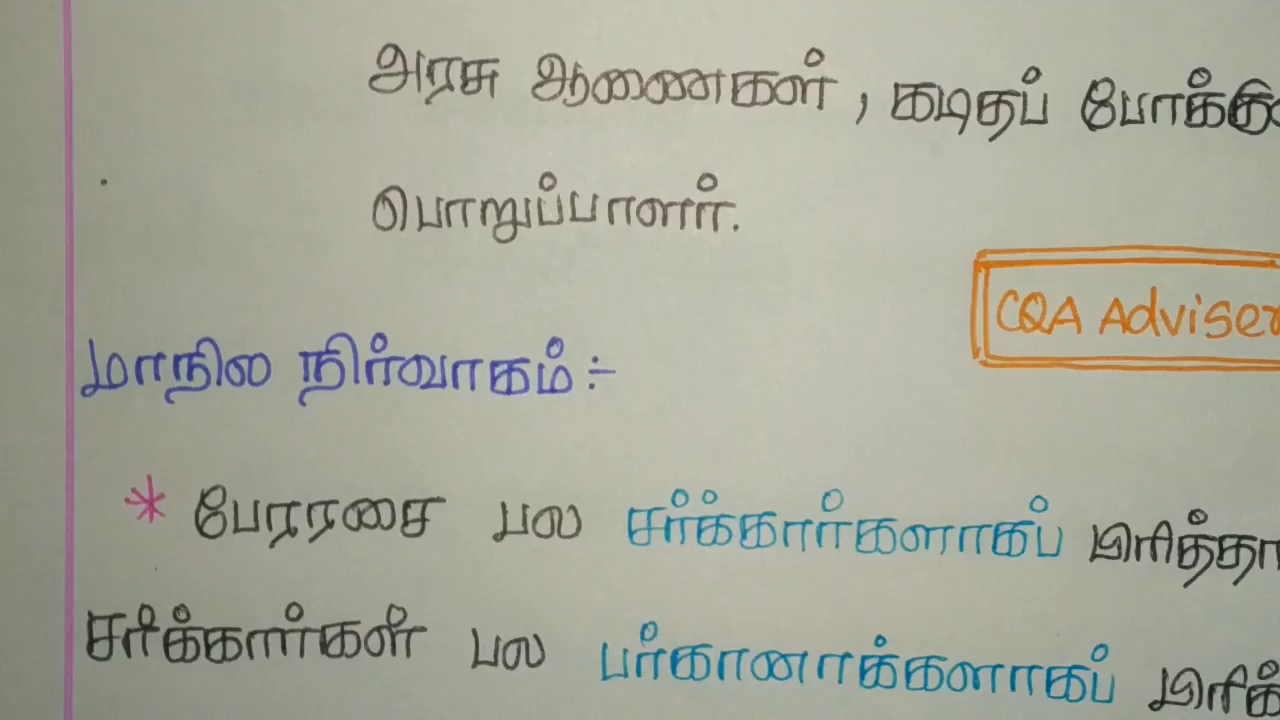 அரசு ஆணைகள் , கடிதப் போக்கு
பொறுப்பாளர்.
CQA Adviser
மாநில நிர்வாகம் :-
* பேரரசை பல சர்க்கார்களாகப் பிரித்தா
சர்க்கார்கள் பல பர்கானாக்களாகப் பிரிக்